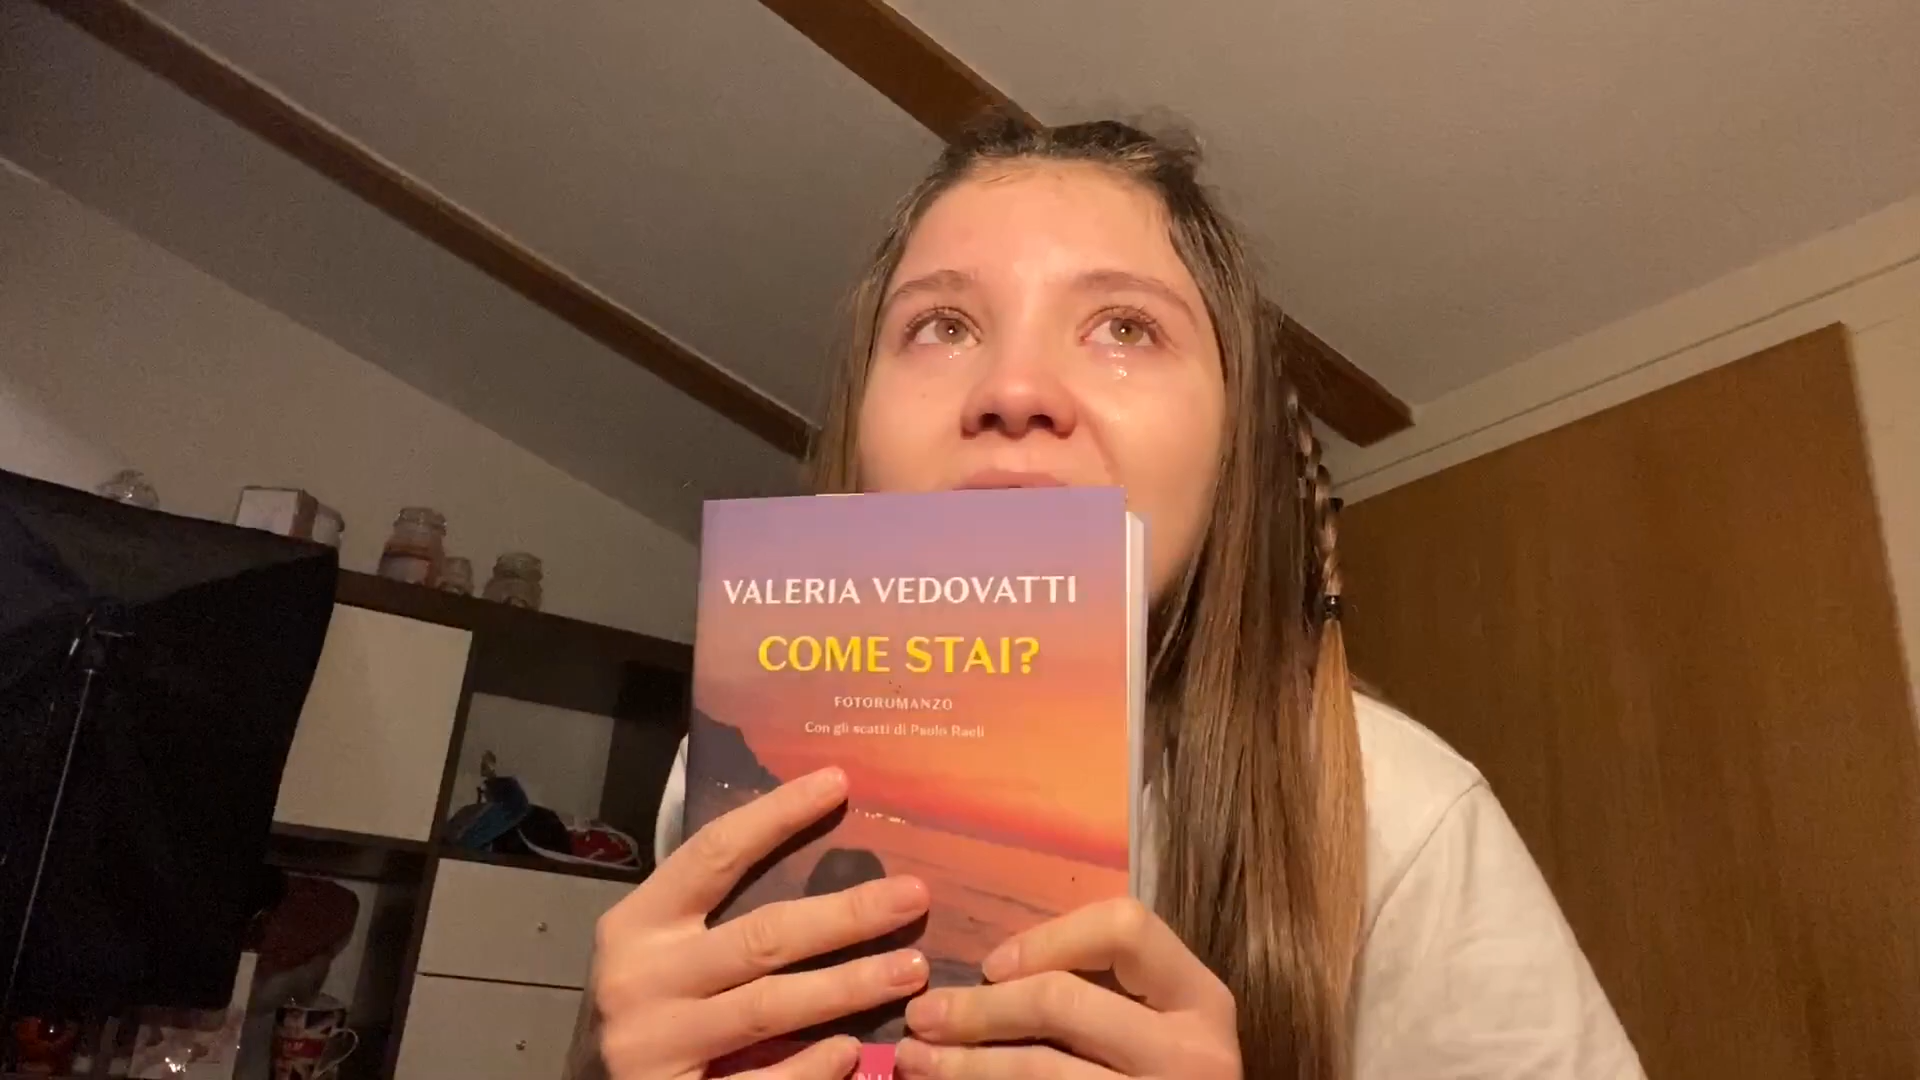 VALERIA VEDOVATTI
COME STAI?
FOTORUMANZO
Con gli scatti di Paolo Raeli